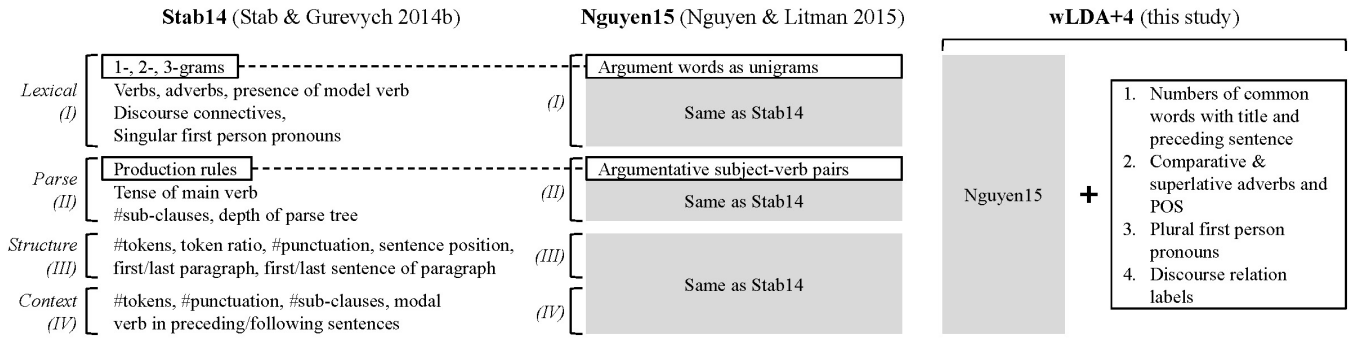 Stab14 (Stab & Gurevych 2014b)
Nguyen15 (Nguyen & Litman 2015)
wLDA+4 (this study)
Lexical
(I)
1-, 2-, 3-grams
Verbs, adverbs, presence of model verb
Discourse connectives,
Singular first person pronouns
Parse
(II)
Production rules
Tense of main verb
#sub-clauses, depth of parse tree
Structure
(III)
#tokens, token ratio, #punctuation, sentence position,
first/last paragraph, first/last sentence of paragraph
Context
(IV)
#tokens, #punctuation, #sub-clauses, modal
verb in preceding/following sentences
(I)
Argument words as unigrams
Same as Stab14
(II)
Argumentative subject-verb pairs
Same as Stab14
(III)
(IV)
Same as Stab14
Nguyen15
+
1. Numbers of common
words with title and
preceding sentence
2. Comparative &
superlative adverbs and
POS
3. Plural first person
pronouns
4. Discourse relation
labels